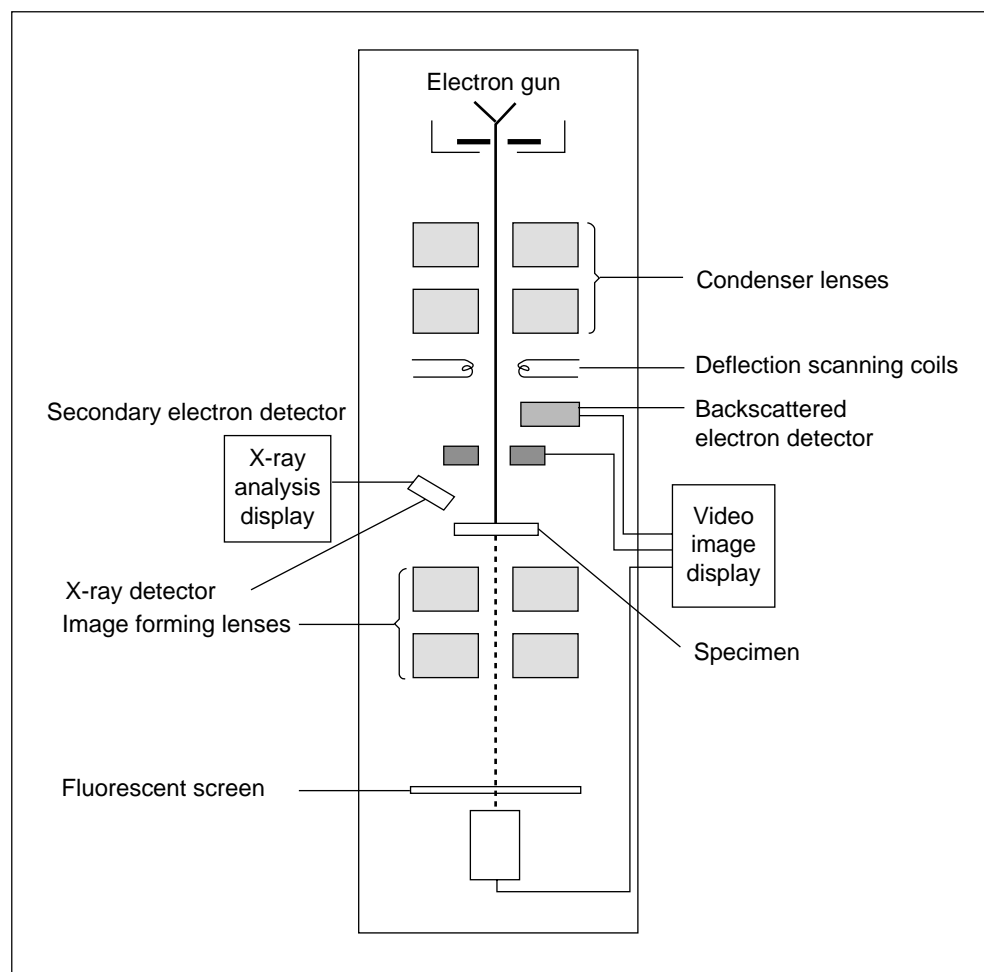 Electron gun
Condenser lenses
Deflection scanning coils
Secondary electron detector
Backscattered
electron detector
X-ray
analysis
display
Video
image
display
X-ray detector
Image forming lenses
Specimen
Fluorescent screen